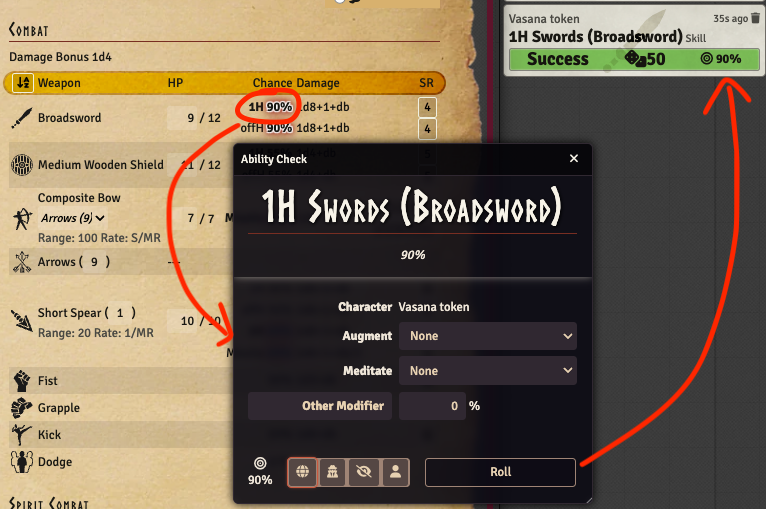 Combat
Damage Bonus 1d4
Weapon HP Chance Damage SR
Broadsword 9 / 12 1H 90% 1d8+1+db 4
offH 90% 1d8+1+db 4
Medium Wooden Shield 11 / 12
Composite Bow
Arrows (9) 7 / 7
Range: 100 Rate: S/MR
Arrows ( 9 ) ---
Short Spear ( 1 ) 10 / 10
Range: 20 Rate: 1/MR
Fist
Grapple
Kick
Dodge
Spirit Combat
Ability Check ×
1H Swords (Broadsword)
90%
Character Vasana token
Augment None
Meditate None
Other Modifier 0 %
90% Roll
Vasana token 35s ago
1H Swords (Broadsword) Skill
Success 50 90%